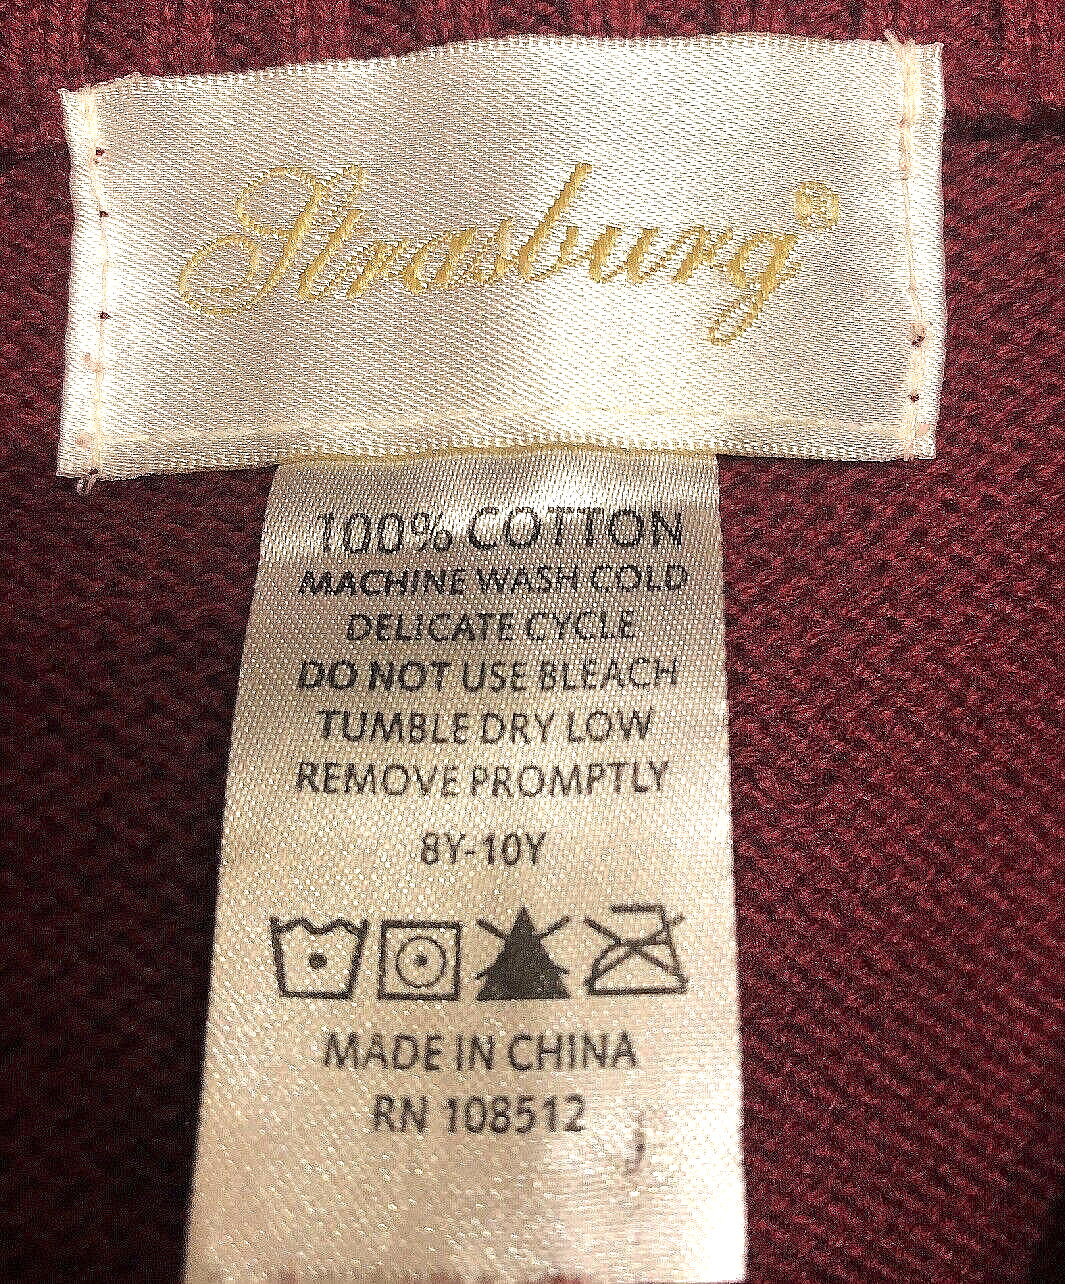 Strasburg®
100% COTTON
MACHINE WASH COLD
DELICATE CYCLE
DO NOT USE BLEACH
TUMBLE DRY LOW
REMOVE PROMPTLY
8Y-10Y
MADE IN CHINA
RN 108512